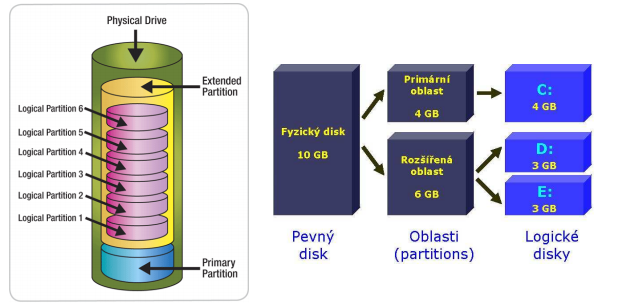 Physical Drive
Extended
Partition
Logical Partition 6
Logical Partition 5
Logical Partition 4
Logical Partition 3
Logical Partition 2
Logical Partition 1
Primary
Partition
Fyzický disk
10 GB
Primární
oblast
4 GB
Rozšířená
oblast
6 GB
C:
4 GB
D:
3 GB
E:
3 GB
Pevný
disk
Oblasti
(partitions)
Logické
disky